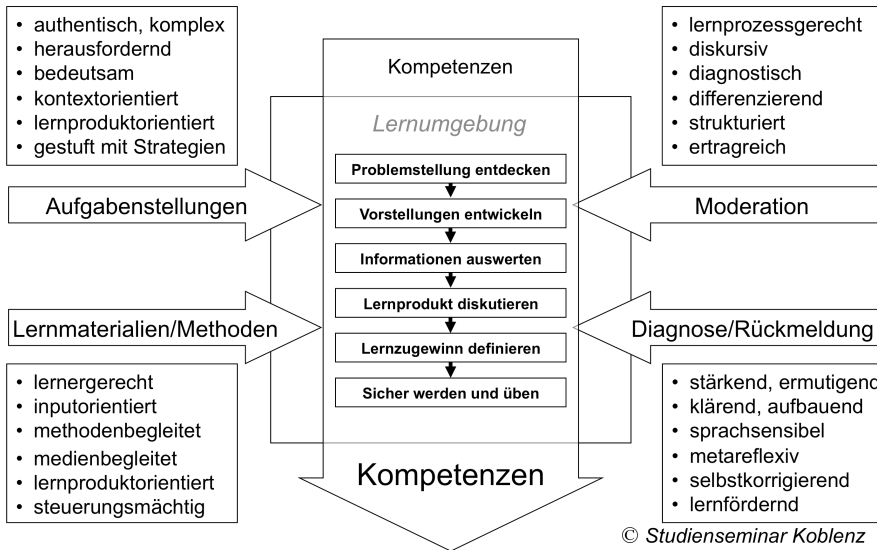 • authentisch, komplex
• herausfordernd
• bedeutsam
• kontextorientiert
• lernproduktorientiert
• gestuft mit Strategien
Aufgabenstellungen
Lernmaterialien/Methoden
• lernergerecht
• inputorientiert
• methodenbegleitet
• medienbegleitet
• lernproduktorientiert
• steuerungsmächtig
Kompetenzen
Lernumgebung
Problemstellung entdecken
Vorstellungen entwickeln
Informationen auswerten
Lernprodukt diskutieren
Lernzugewinn definieren
Sicher werden und üben
Kompetenzen
• lernprozessgerecht
• diskursiv
• diagnostisch
• differenzierend
• strukturiert
• ertragreich
Moderation
Diagnose/Rückmeldung
• stärkend, ermutigend
• klärend, aufbauend
• sprachsensibel
• metareflexiv
• selbstkorrigierend
• lernfördernd
© Studienseminar Koblenz